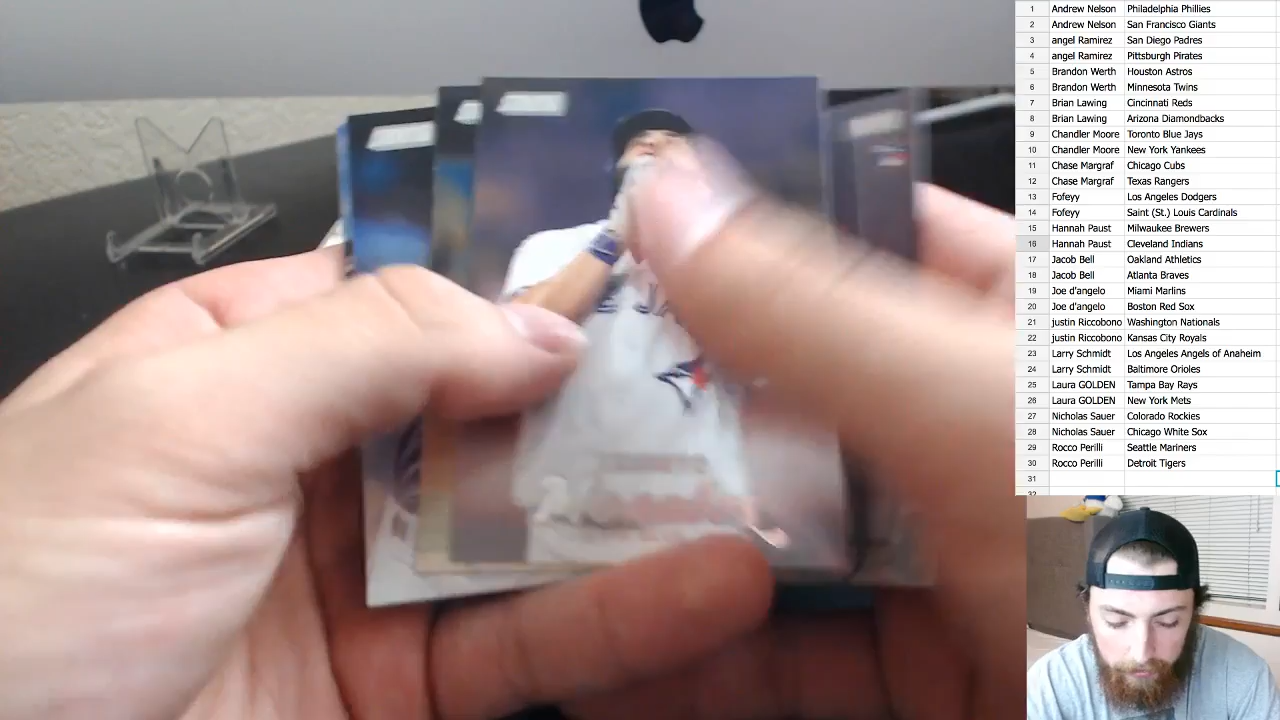 1 Andrew Nelson Philadelphia Phillies
2 Andrew Nelson San Francisco Giants
3 angel Ramirez San Diego Padres
4 angel Ramirez Pittsburgh Pirates
5 Brandon Werth Houston Astros
6 Brandon Werth Minnesota Twins
7 Brian Lawing Cincinnati Reds
8 Brian Lawing Arizona Diamondbacks
9 Chandler Moore Toronto Blue Jays
10 Chandler Moore New York Yankees
11 Chase Margraf Chicago Cubs
12 Chase Margraf Texas Rangers
13 Fofeyy Los Angeles Dodgers
14 Fofeyy Saint (St.) Louis Cardinals
15 Hannah Paust Milwaukee Brewers
16 Hannah Paust Cleveland Indians
17 Jacob Bell Oakland Athletics
18 Jacob Bell Atlanta Braves
19 Joe d'angelo Miami Marlins
20 Joe d'angelo Boston Red Sox
21 justin Riccobono Washington Nationals
22 justin Riccobono Kansas City Royals
23 Larry Schmidt Los Angeles Angels of Anaheim
24 Larry Schmidt Baltimore Orioles
25 Laura GOLDEN Tampa Bay Rays
26 Laura GOLDEN New York Mets
27 Nicholas Sauer Colorado Rockies
28 Nicholas Sauer Chicago White Sox
29 Rocco Perilli Seattle Mariners
30 Rocco Perilli Detroit Tigers
31